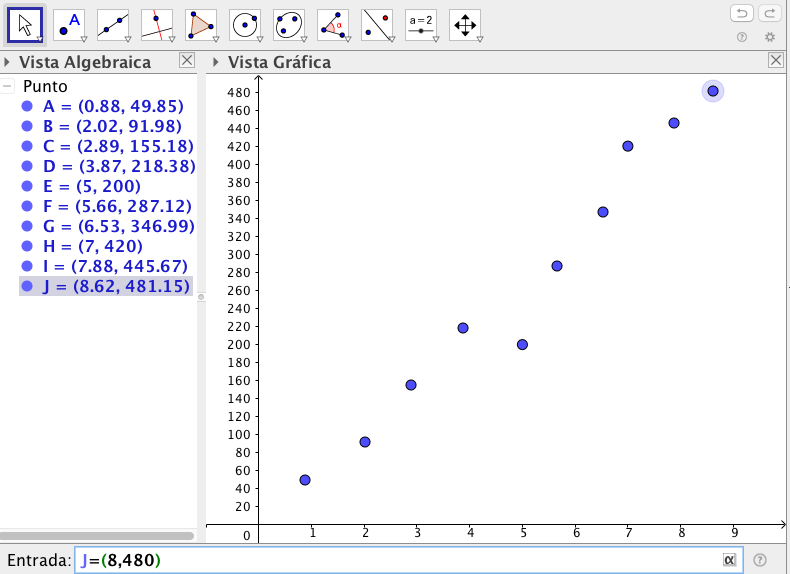 A
α
a = 2
Vista Algebraica
Vista Gráfica
Punto
A = (0.88, 49.85)
B = (2.02, 91.98)
C = (2.89, 155.18)
D = (3.87, 218.38)
E = (5, 200)
F = (5.66, 287.12)
G = (6.53, 346.99)
H = (7, 420)
I = (7.88, 445.67)
J = (8.62, 481.15)
480
460
440
420
400
380
360
340
320
300
280
260
240
220
200
180
160
140
120
100
80
60
40
20
0
1 2 3 4 5 6 7 8 9
Entrada: J=(8,480) α